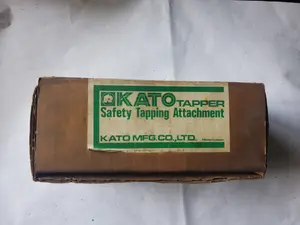 KATO TAPPER
Safety Tapping Attachment
KATO MFG.CO.,LTD.